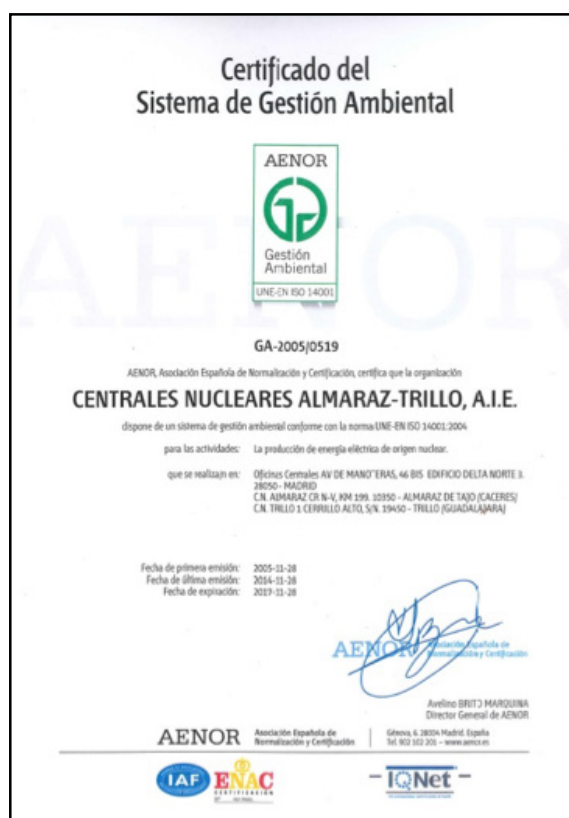 Certificado del
Sistema de Gestión Ambiental
AENOR
Gestión
Ambiental
UNE-EN ISO 14001
AENOR
GA-2005/0519
AENOR, Asociación Española de Normalización y Certificación, certifica que la organización
CENTRALES NUCLEARES ALMARAZ-TRILLO, A.I.E.
dispone de un sistema de gestión ambiental conforme con la norma UNE-EN ISO 14001:2004
para las actividades: La producción de energía eléctrica de origen nuclear.
que se realizan en: Oficinas Centrales AV DE MANOTERAS, 46 BIS EDIFICIO DELTA NORTE 3.
28050 - MADRID
C.N. ALMARAZ CR N-V, KM 199. 10350 - ALMARAZ DE TAJO (CACERES)
C.N. TRILLO 1 CERRILLO ALTO, S/N. 19450 - TRILLO (GUADALAJARA)
Fecha de primera emisión: 2005-11-28
Fecha de última emisión: 2014-11-28
Fecha de expiración: 2017-11-28
AENOR Asociación Española de
Normalización y Certificación
Avelino BRITO MARQUINA
Director General de AENOR
AENOR Asociación Española de
Normalización y Certificación
Génova, 6. 28004 Madrid. España
Tel. 902 102 201 – www.aenor.es
IAF
ENAC
CERTIFICACIÓN
IQNet